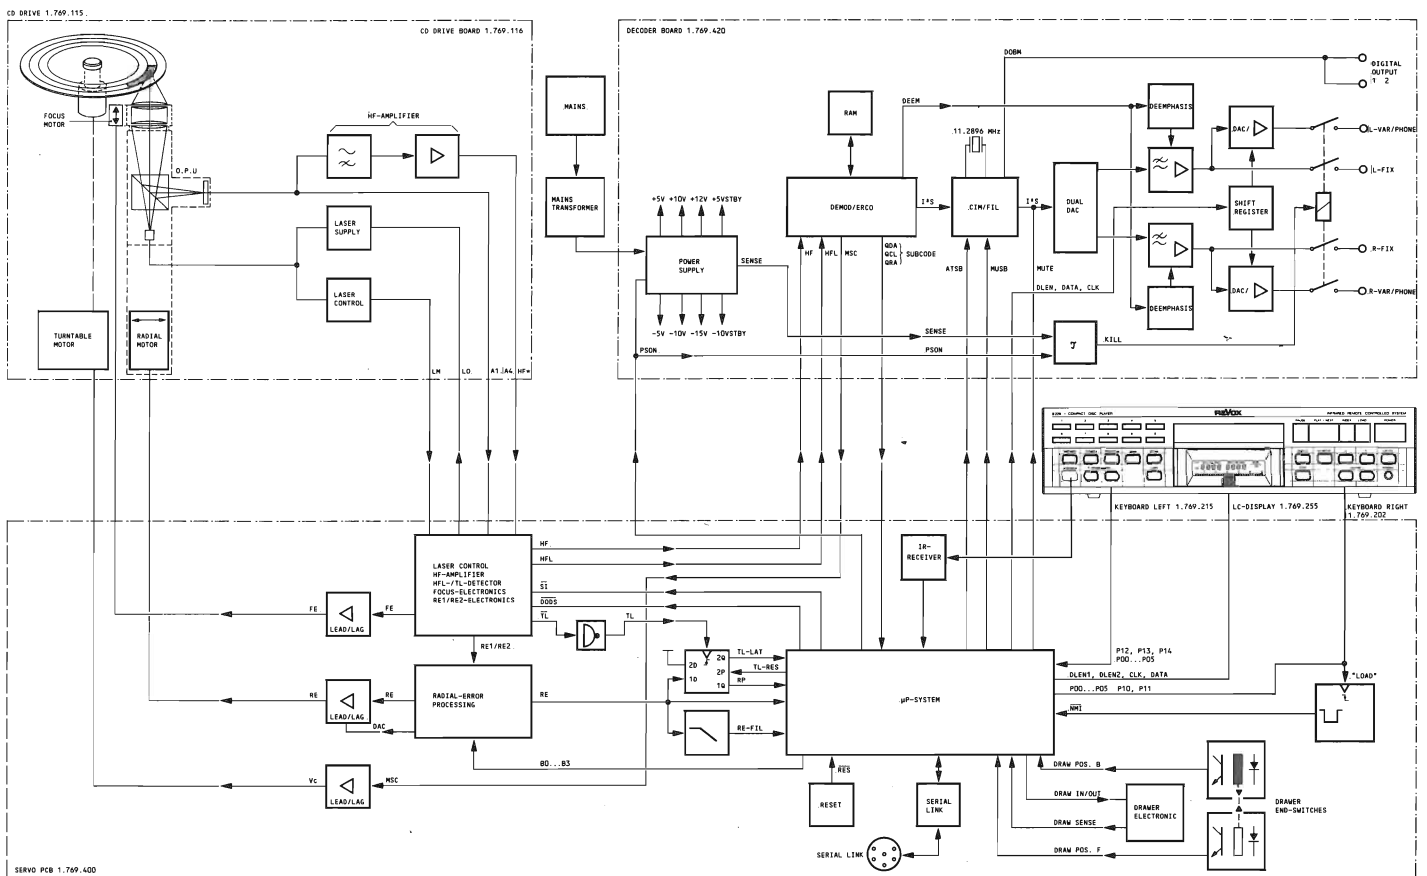 CD DRIVE 1.769.115.
CD DRIVE BOARD 1.769.116
FOCUS
MOTOR
HF-AMPLIFIER
O.P.U
LASER
SUPPLY
LASER
CONTROL
TURNTABLE
MOTOR
RADIAL
MOTOR
LM
LO.
A1./A4
HF*
MAINS
MAINS
TRANSFORMER
DECODER BOARD 1.769.420
DOBM
DIGITAL
OUTPUT
1 2
RAM
DEEM
11.2896 MHz
DEEMPHASIS
DAC/
L-VAR/PHONE
L-FIX
+5V +10V +12V +5VSTBY
POWER
SUPPLY
SENSE
-5V -10V -15V -10VSTBY
DEMOD/ERCO
I²S
.CIM/FIL
I²S
DUAL
DAC
SHIFT
REGISTER
HF
HFL
MSC
QDA
QCL
QRA
SUBCODE
ATSB
MUSB
MUTE
R-FIX
DAC/
R-VAR/PHONE
DLEN, DATA, CLK
DEEMPHASIS
SENSE
KILL
PSON
PSON
REVOX
B226 - COMPACT DISC PLAYER
INFRARED REMOTE CONTROLLED SYSTEM
KEYBOARD LEFT 1.769.215
LC-DISPLAY 1.769.255
KEYBOARD RIGHT
1.769.202
LASER CONTROL
HF-AMPLIFIER
HFL-/TL-DETECTOR
FOCUS-ELECTRONICS
RE1/RE2-ELECTRONICS
HF
HFL
SI
DODS
TL
TL
IR-
RECEIVER
FE
LEAD/LAG
FE
RE1/RE2
2D
1D
2Q
2P
1Q
TL-LAT
TL-RES
RP
RE
LEAD/LAG
RE
DAC
RADIAL-ERROR
PROCESSING
RE
RE-FIL
µP-SYSTEM
P12, P13, P14
P00...P05
DLEN1, DLEN2, CLK, DATA
P00...P05 P10, P11
"LOAD"
NMI
B0...B3
Vc
LEAD/LAG
MSC
RES
RESET
SERIAL
LINK
SERIAL LINK
DRAW POS. B
DRAW IN/OUT
DRAW SENSE
DRAW POS. F
DRAWER
ELECTRONIC
DRAWER
END-SWITCHES
SERVO PCB 1.769.400